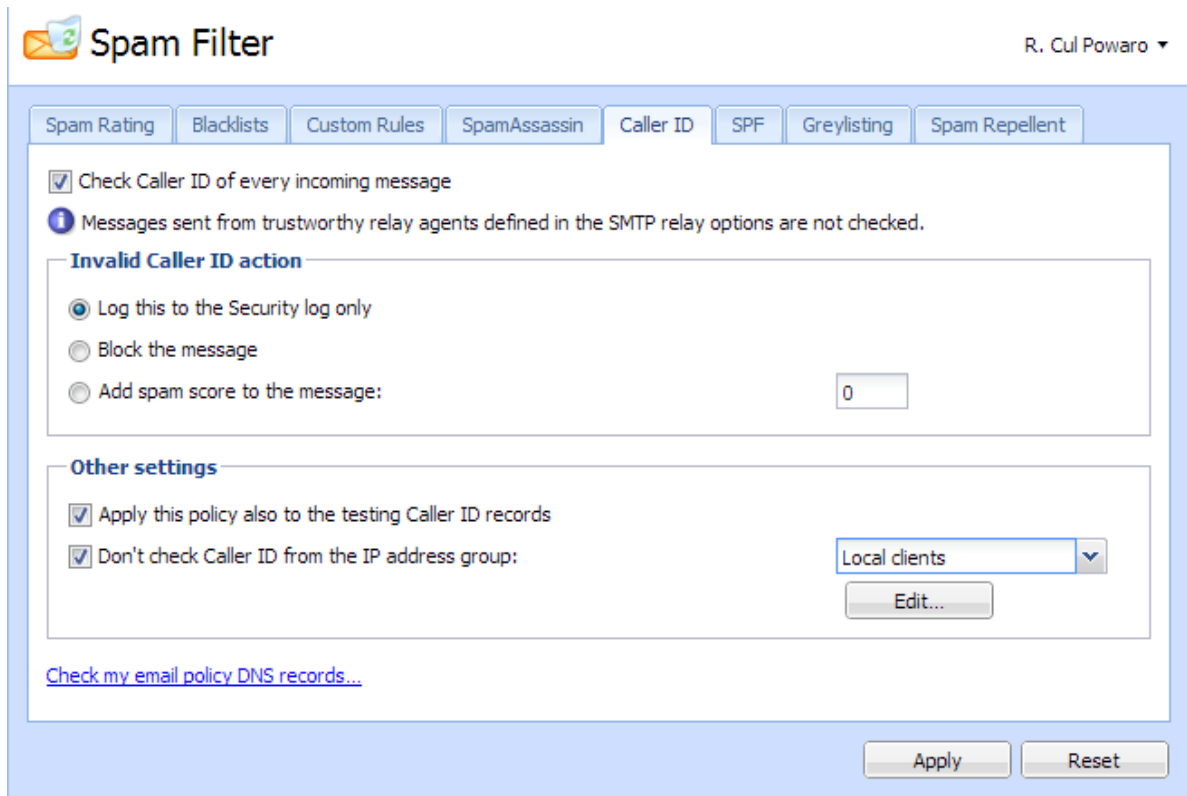 Spam Filter
R. Cul Powaro
Spam Rating
Blacklists
Custom Rules
SpamAssassin
Caller ID
SPF
Greylisting
Spam Repellent
Check Caller ID of every incoming message
Messages sent from trustworthy relay agents defined in the SMTP relay options are not checked.
Invalid Caller ID action
Log this to the Security log only
Block the message
Add spam score to the message:
0
Other settings
Apply this policy also to the testing Caller ID records
Don't check Caller ID from the IP address group:
Local clients
Edit...
Check my email policy DNS records...
Apply
Reset